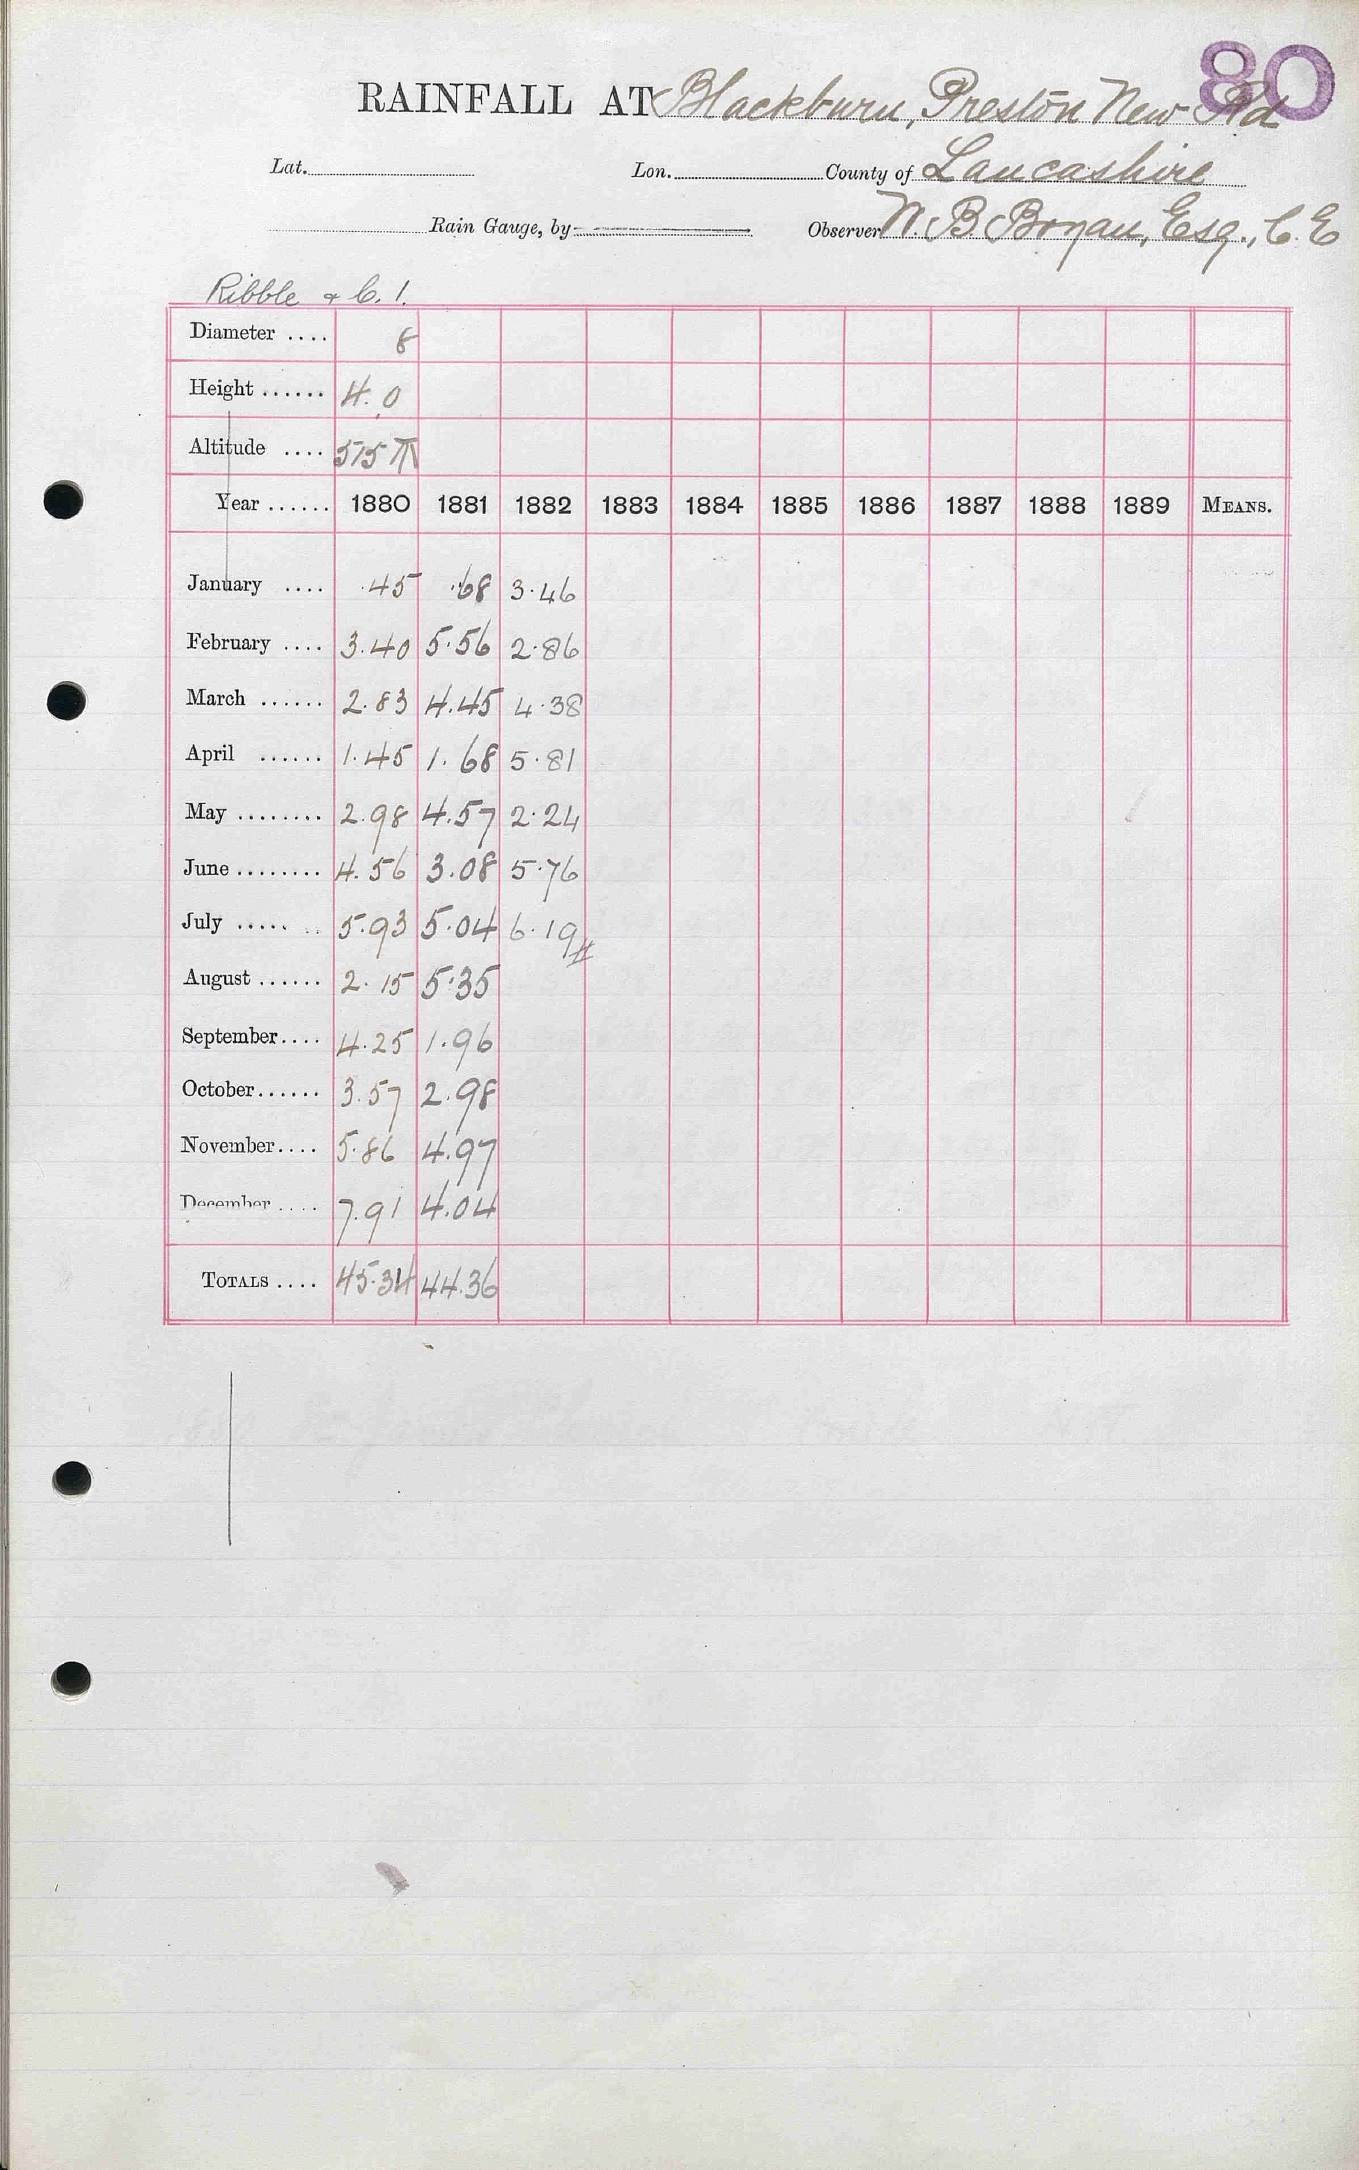 80
RAINFALL AT Blackburn, Preston New Rd
Lat. Lon. County of Lancashire
Rain Gauge, by Observer W. B. Bryan, Esq., C.E
Ribble & C. 1.
Diameter .... 8
Height ...... 4.0
Altitude .... 515 T
Year ...... 1880 1881 1882 1883 1884 1885 1886 1887 1888 1889 MEANS.
January .... .45 .68 3.46
February .... 3.40 5.56 2.86
March ...... 2.83 4.45 4.38
April ...... 1.45 1.68 5.81
May ........ 2.98 4.57 2.24
June ........ 4.56 3.08 5.76
July ....... 5.93 5.04 6.19
August ...... 2.15 5.35
September.... 4.25 1.96
October...... 3.57 2.98
November.... 5.86 4.97
December .... 7.91 4.04
TOTALS .... 45.34 44.36